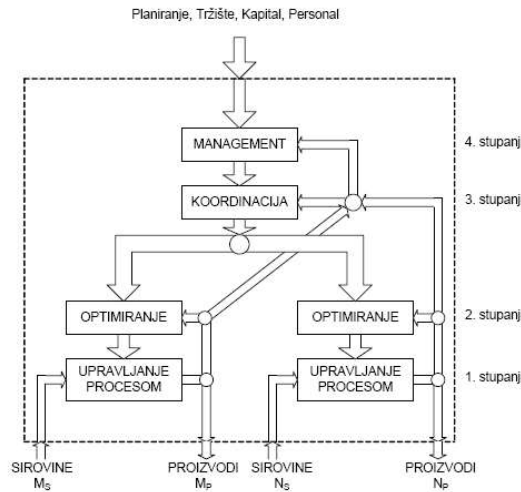 Planiranje, Tržište, Kapital, Personal
MANAGEMENT
4. stupanj
KOORDINACIJA
3. stupanj
OPTIMIRANJE
OPTIMIRANJE
2. stupanj
UPRAVLJANJE
PROCESOM
UPRAVLJANJE
PROCESOM
1. stupanj
SIROVINE
MS
PROIZVODI
MP
SIROVINE
NS
PROIZVODI
NP